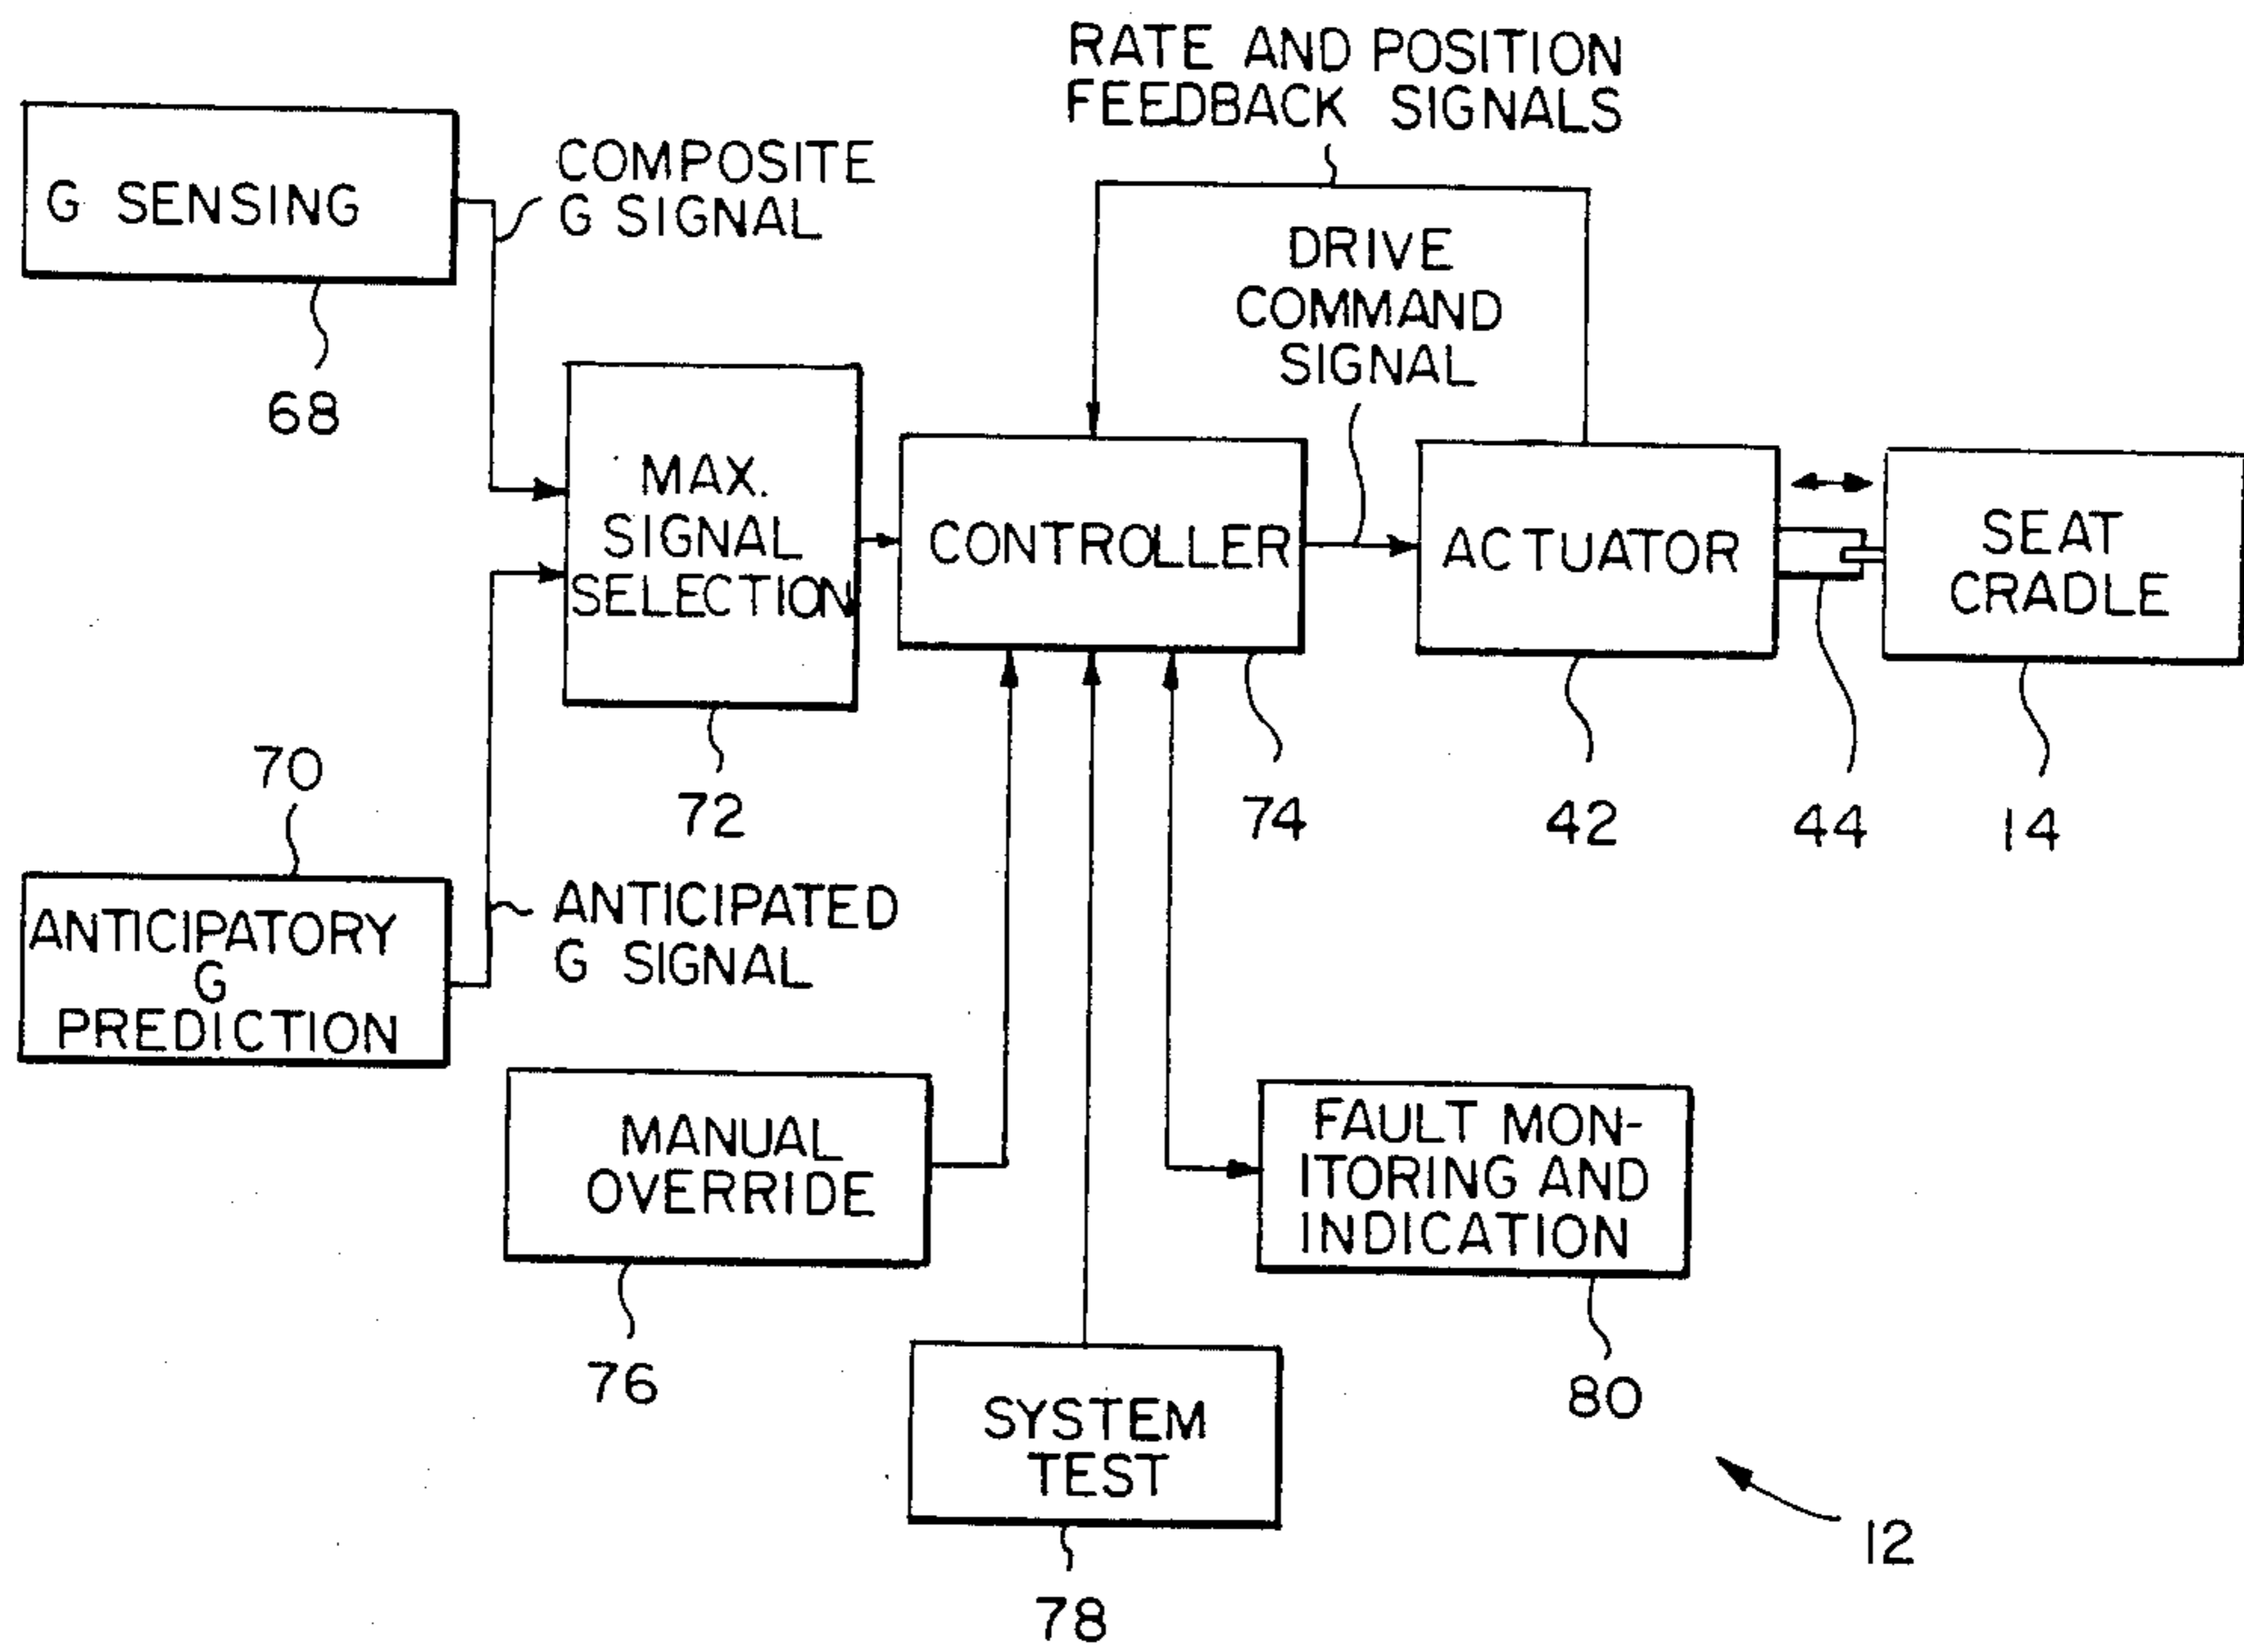 RATE AND POSITION
FEEDBACK SIGNALS
G SENSING
COMPOSITE
G SIGNAL
68
DRIVE
COMMAND
SIGNAL
MAX.
SIGNAL
SELECTION
72
CONTROLLER
74
ACTUATOR
42
44
SEAT
CRADLE
14
70
ANTICIPATORY
G
PREDICTION
ANTICIPATED
G SIGNAL
MANUAL
OVERRIDE
76
FAULT MON-
ITORING AND
INDICATION
80
SYSTEM
TEST
78
12